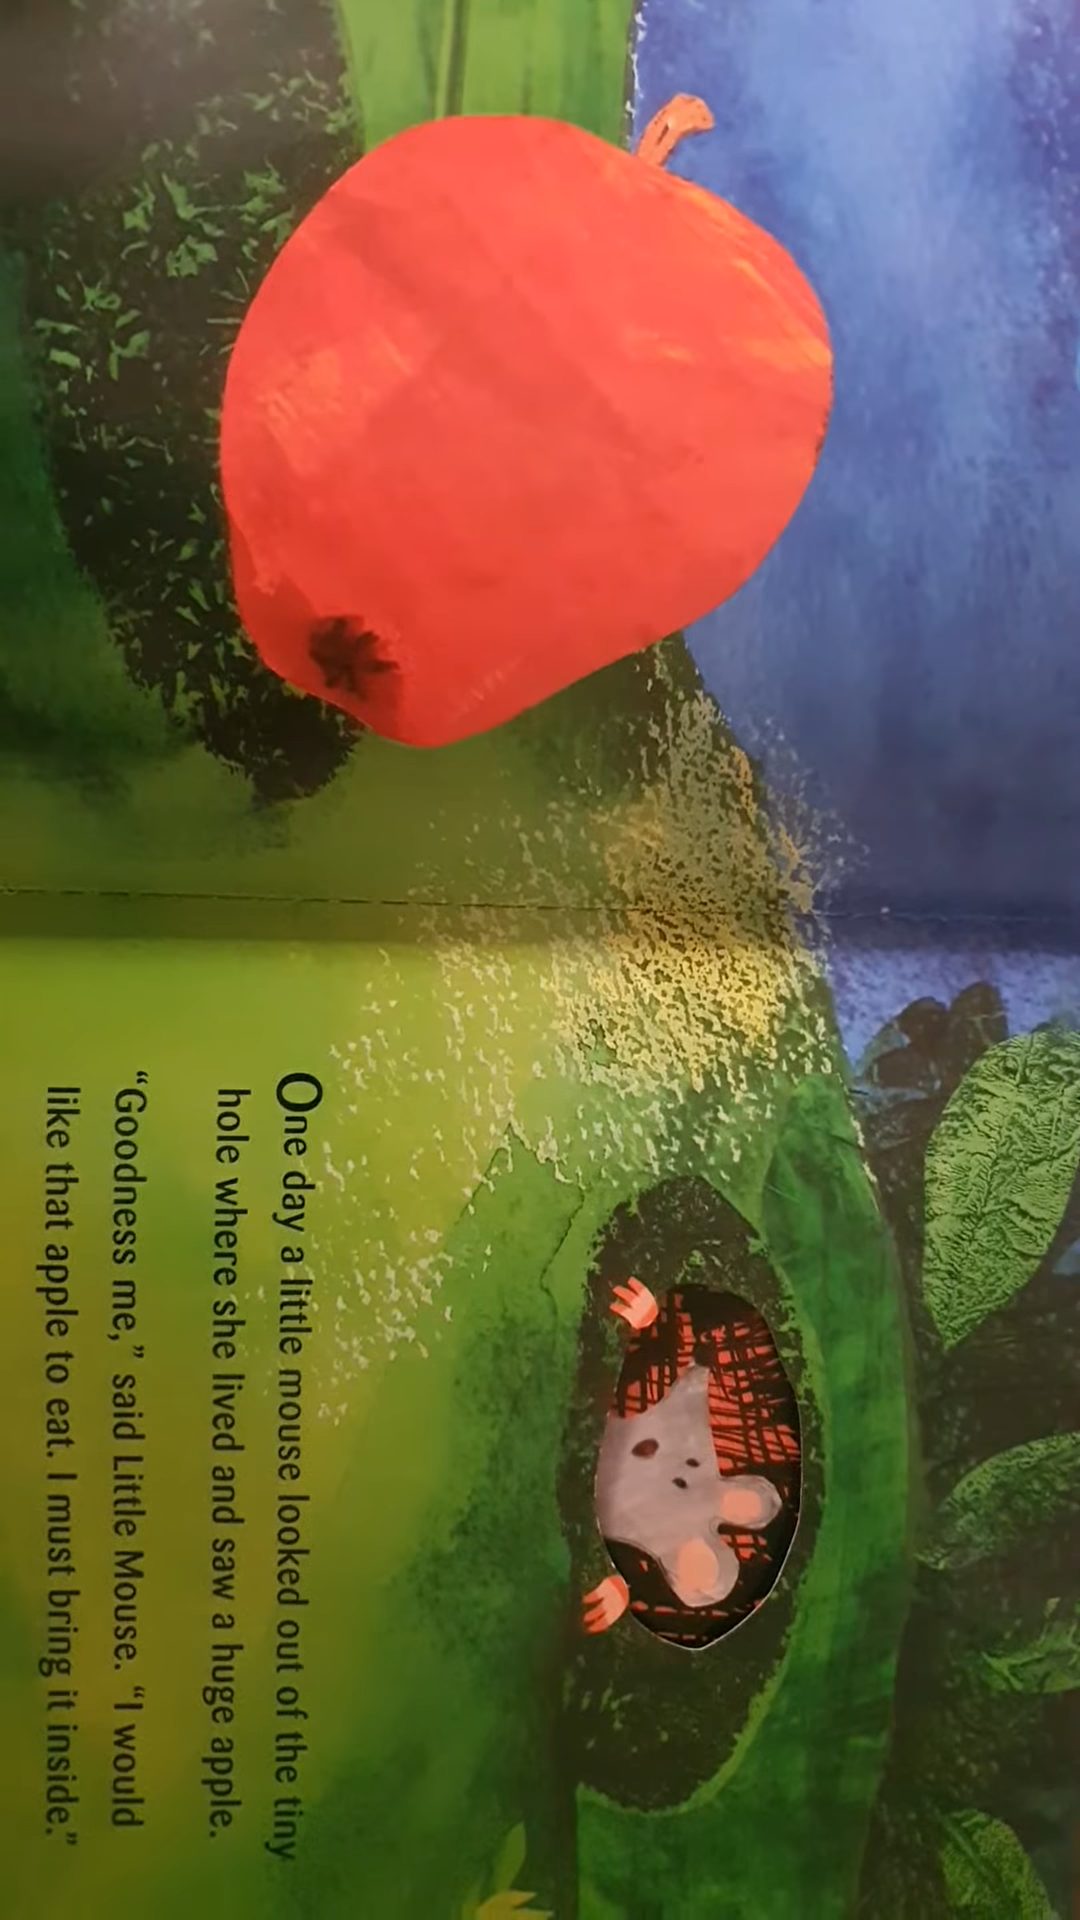 One day a little mouse looked out of the tiny
hole where she lived and saw a huge apple.
“Goodness me,” said Little Mouse. “I would
like that apple to eat. I must bring it inside.”